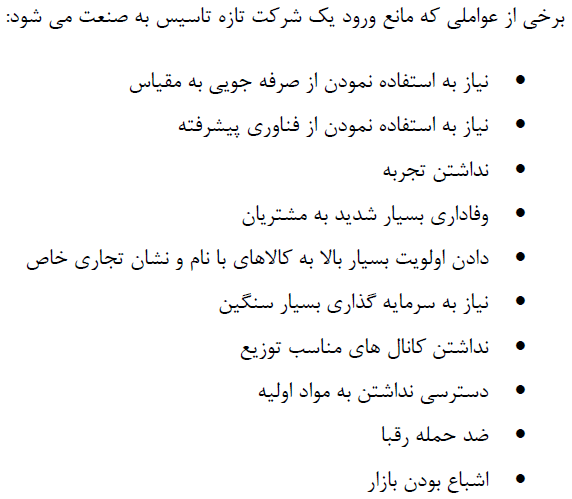 برخی از عواملی که مانع ورود یک شرکت تازه تاسیس به صنعت می شود:
• نیاز به استفاده نمودن از صرفه جویی به مقیاس
• نیاز به استفاده نمودن از فناوری پیشرفته
• نداشتن تجربه
• وفاداری بسیار شدید به مشتریان
• دادن اولویت بسیار بالا به کالاهای با نام و نشان تجاری خاص
• نیاز به سرمایه گذاری بسیار سنگین
• نداشتن کانال های مناسب توزیع
• دسترسی نداشتن به مواد اولیه
• ضد حمله رقبا
• اشباع بودن بازار